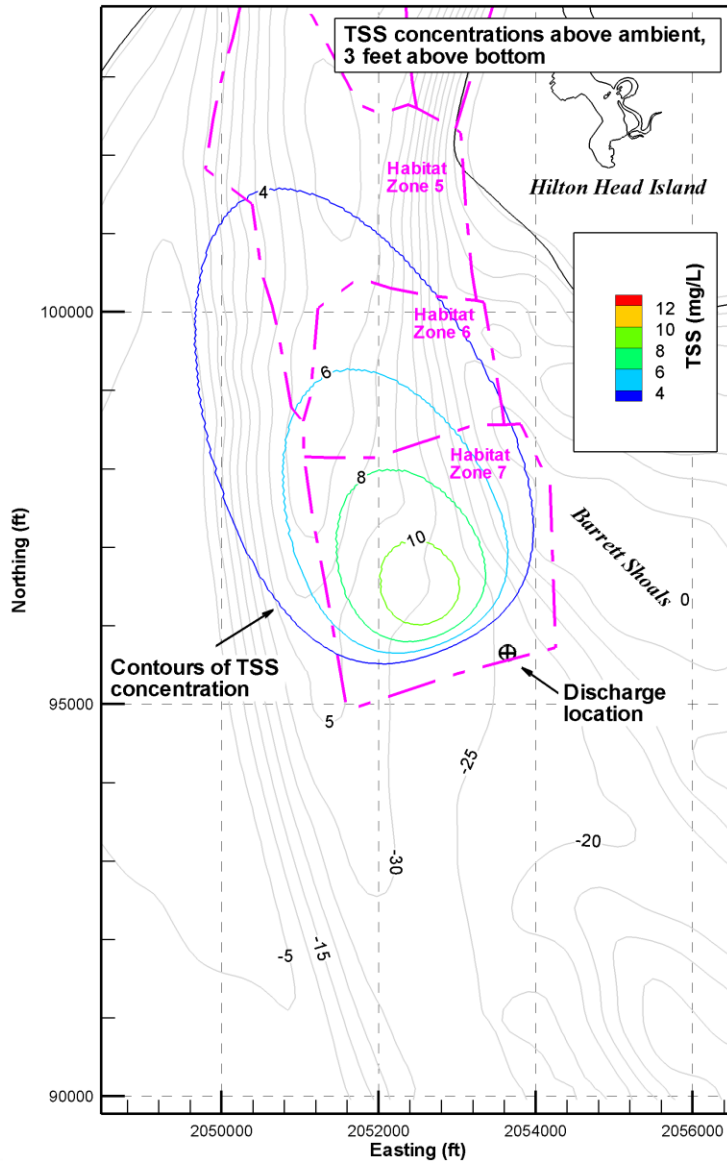 TSS concentrations above ambient,
3 feet above bottom
Habitat
Zone 5
Hilton Head Island
4
12
10
8
6
4
TSS (mg/L)
100000
Habitat
Zone 6
6
Habitat
Zone 7
8
10
Barrett Shoals
0
Northing (ft)
Contours of TSS
concentration
Discharge
location
95000
5
-25
-20
-30
-5
-15
90000
2050000
2052000
2054000
2056000
Easting (ft)